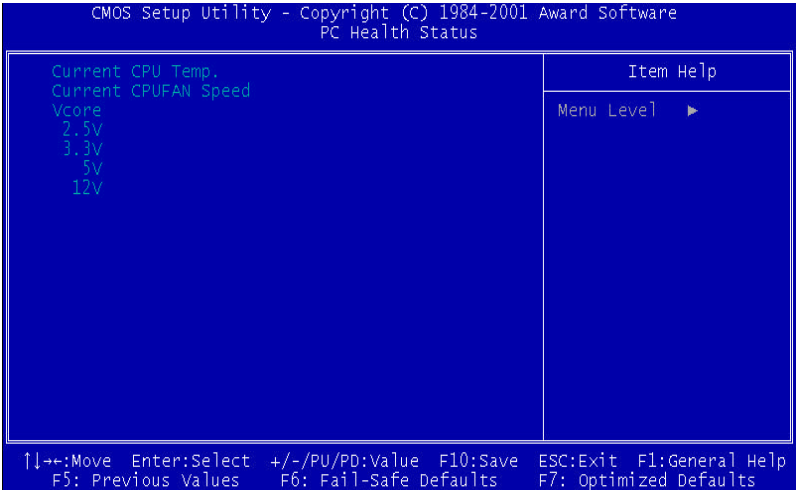 CMOS Setup Utility - Copyright (C) 1984-2001 Award Software
PC Health Status
Current CPU Temp.
Current CPUFAN Speed
Vcore
2.5V
3.3V
5V
12V
Item Help
Menu Level ▶
↑↓→←:Move Enter:Select +/-/PU/PD:Value F10:Save ESC:Exit F1:General Help
F5: Previous Values F6: Fail-Safe Defaults F7: Optimized Defaults